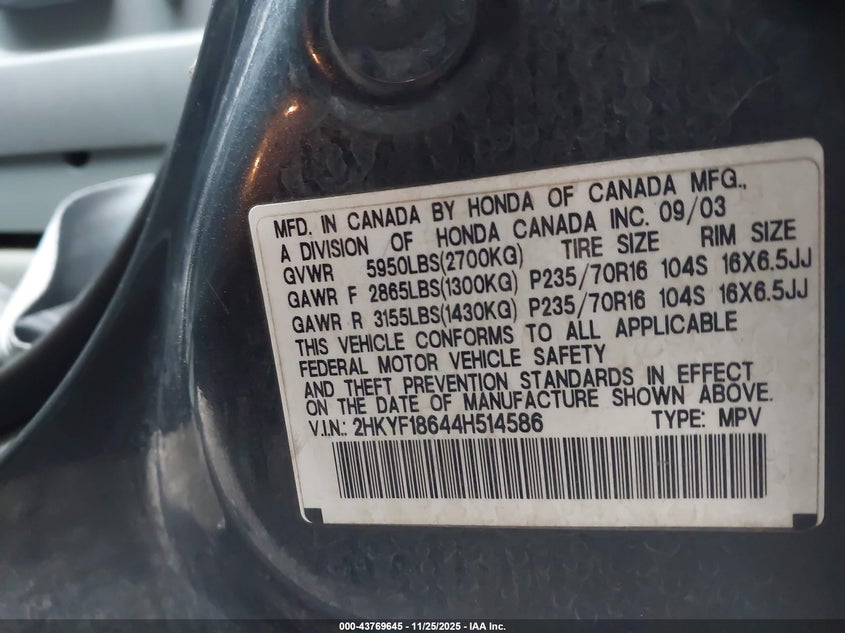 MFD. IN CANADA BY HONDA OF CANADA MFG.,
A DIVISION OF HONDA CANADA INC. 09/03
GVWR 5950LBS(2700KG) TIRE SIZE RIM SIZE
GAWR F 2865LBS(1300KG) P235/70R16 104S 16X6.5JJ
GAWR R 3155LBS(1430KG) P235/70R16 104S 16X6.5JJ
THIS VEHICLE CONFORMS TO ALL APPLICABLE
FEDERAL MOTOR VEHICLE SAFETY
AND THEFT PREVENTION STANDARDS IN EFFECT
ON THE DATE OF MANUFACTURE SHOWN ABOVE.
V.I.N.: 2HKYF18644H514586 TYPE: MPV
000-43769645 - 11/25/2025 - IAA Inc.